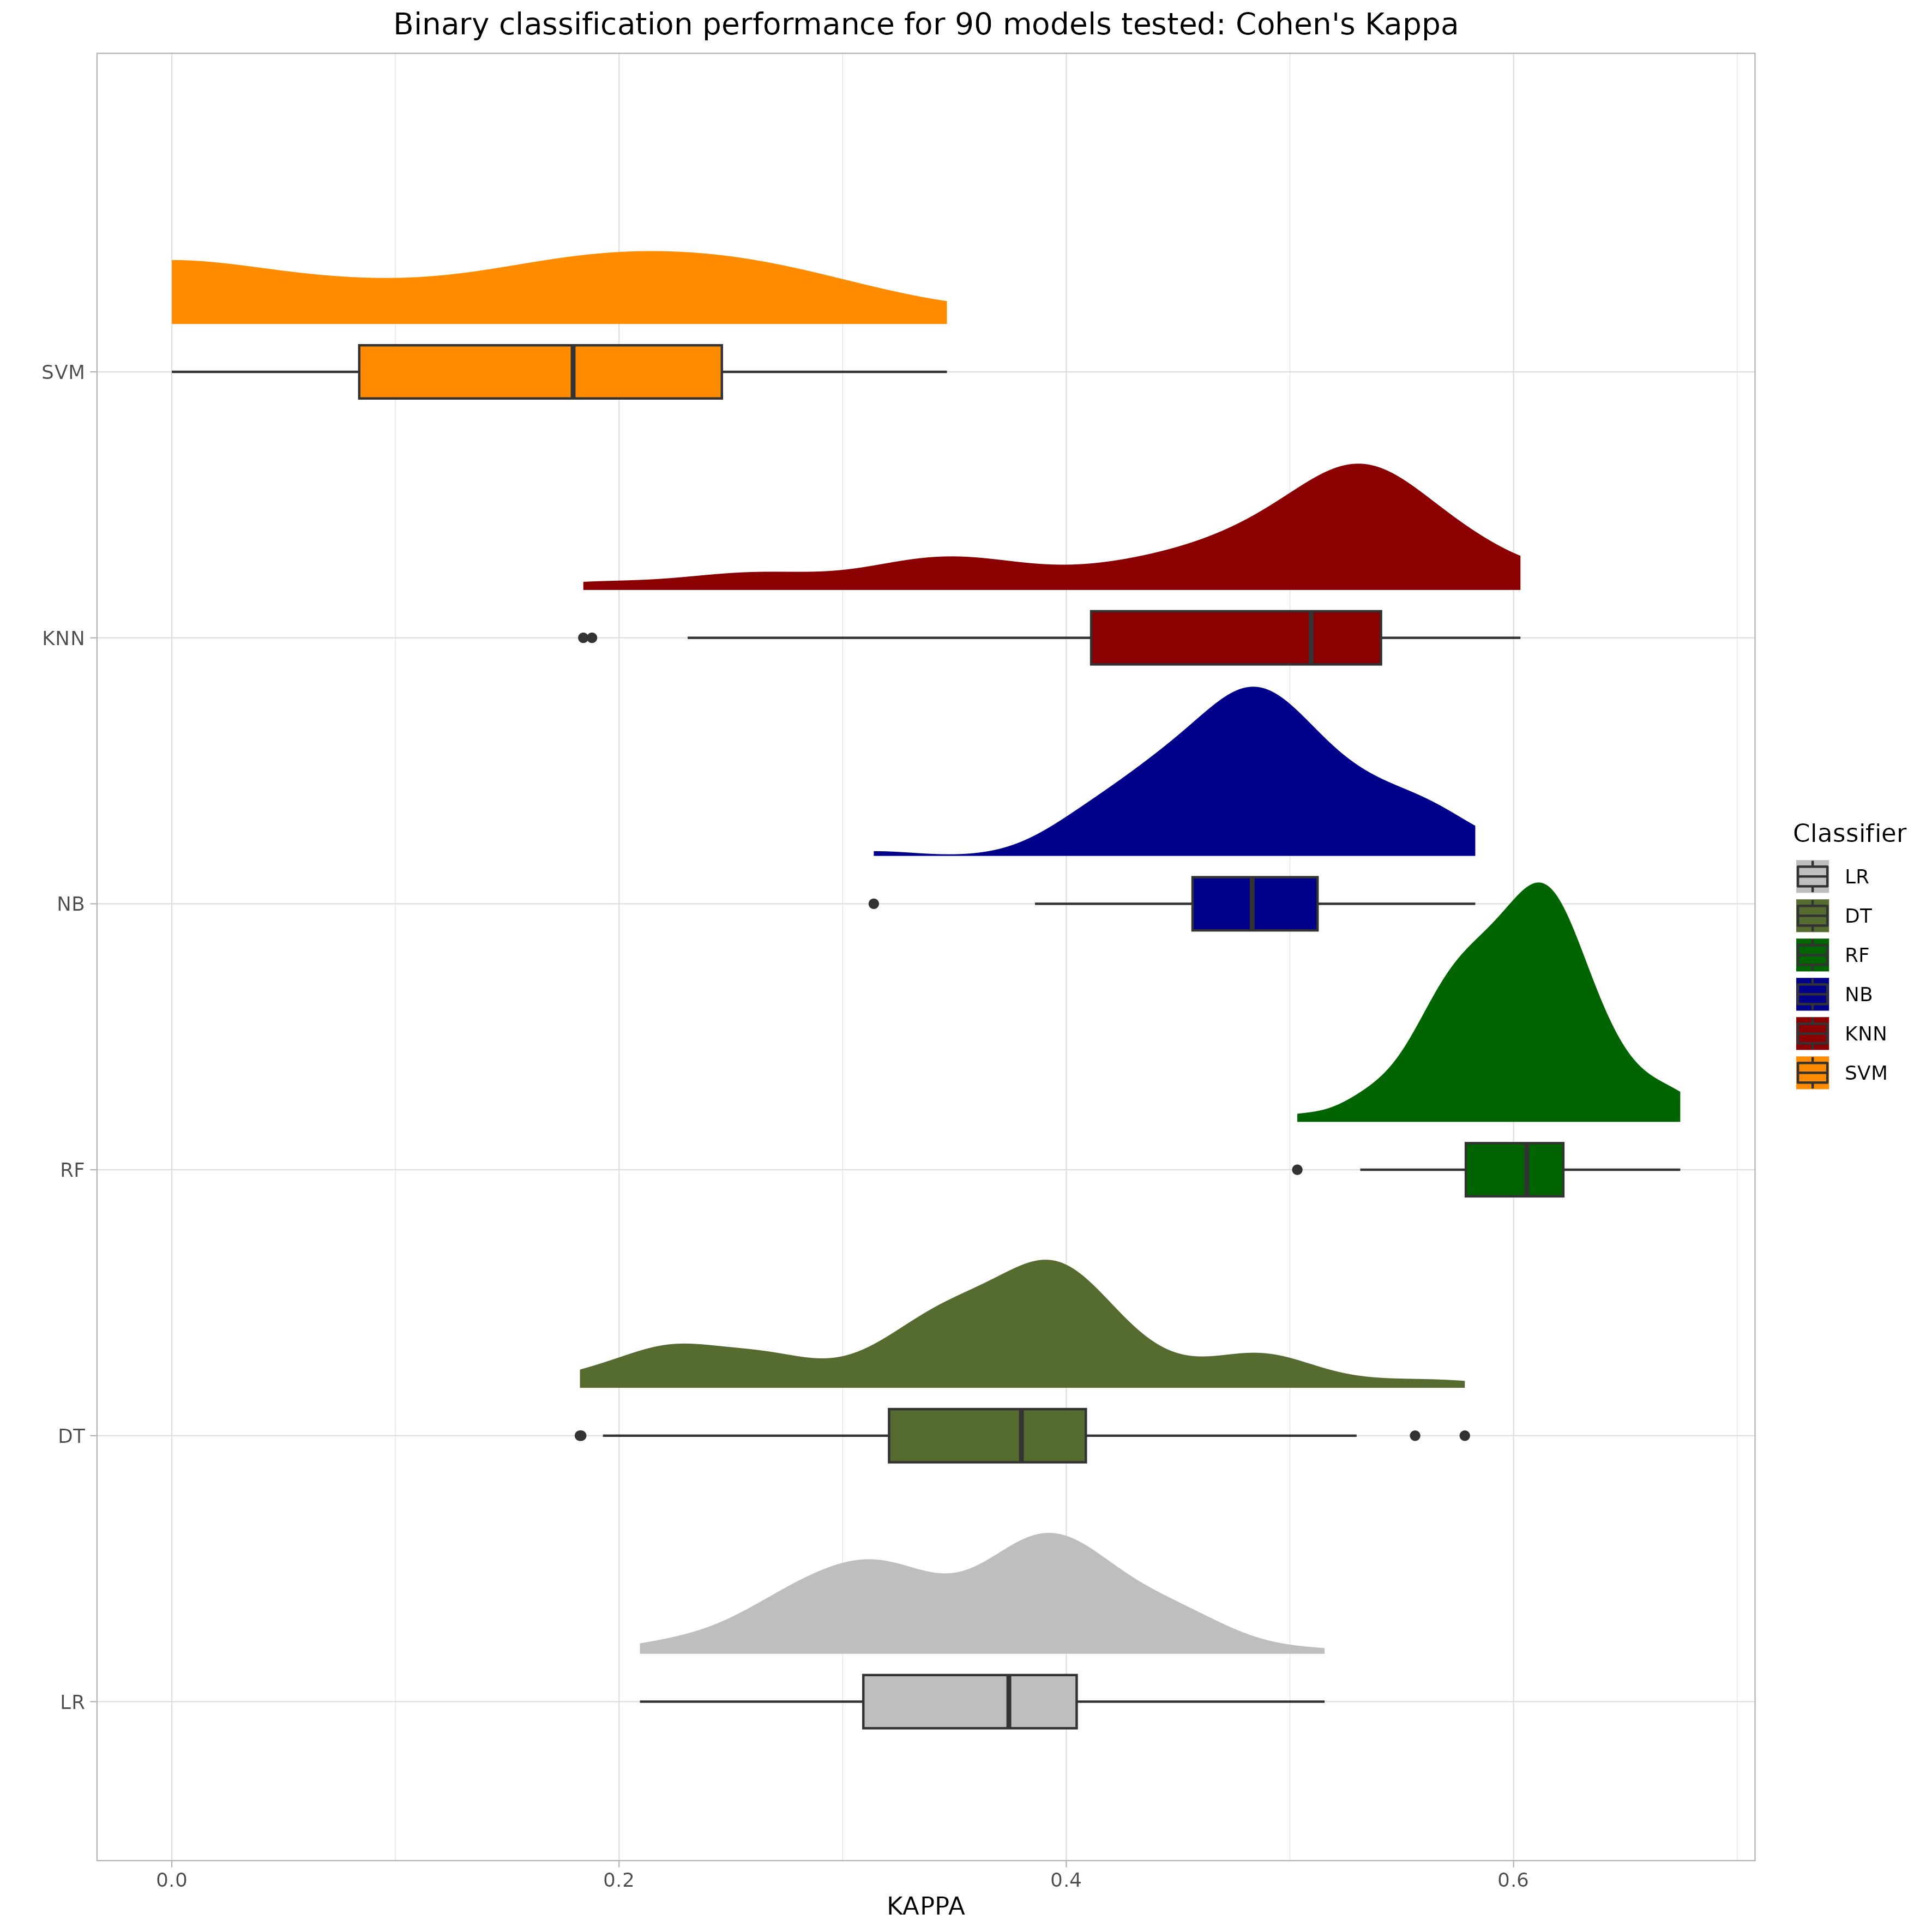 Binary classification performance for 90 models tested: Cohen's Kappa
SVM
KNN
NB
RF
DT
LR
0.0
0.2
0.4
0.6
KAPPA
Classifier
LR
DT
RF
NB
KNN
SVM